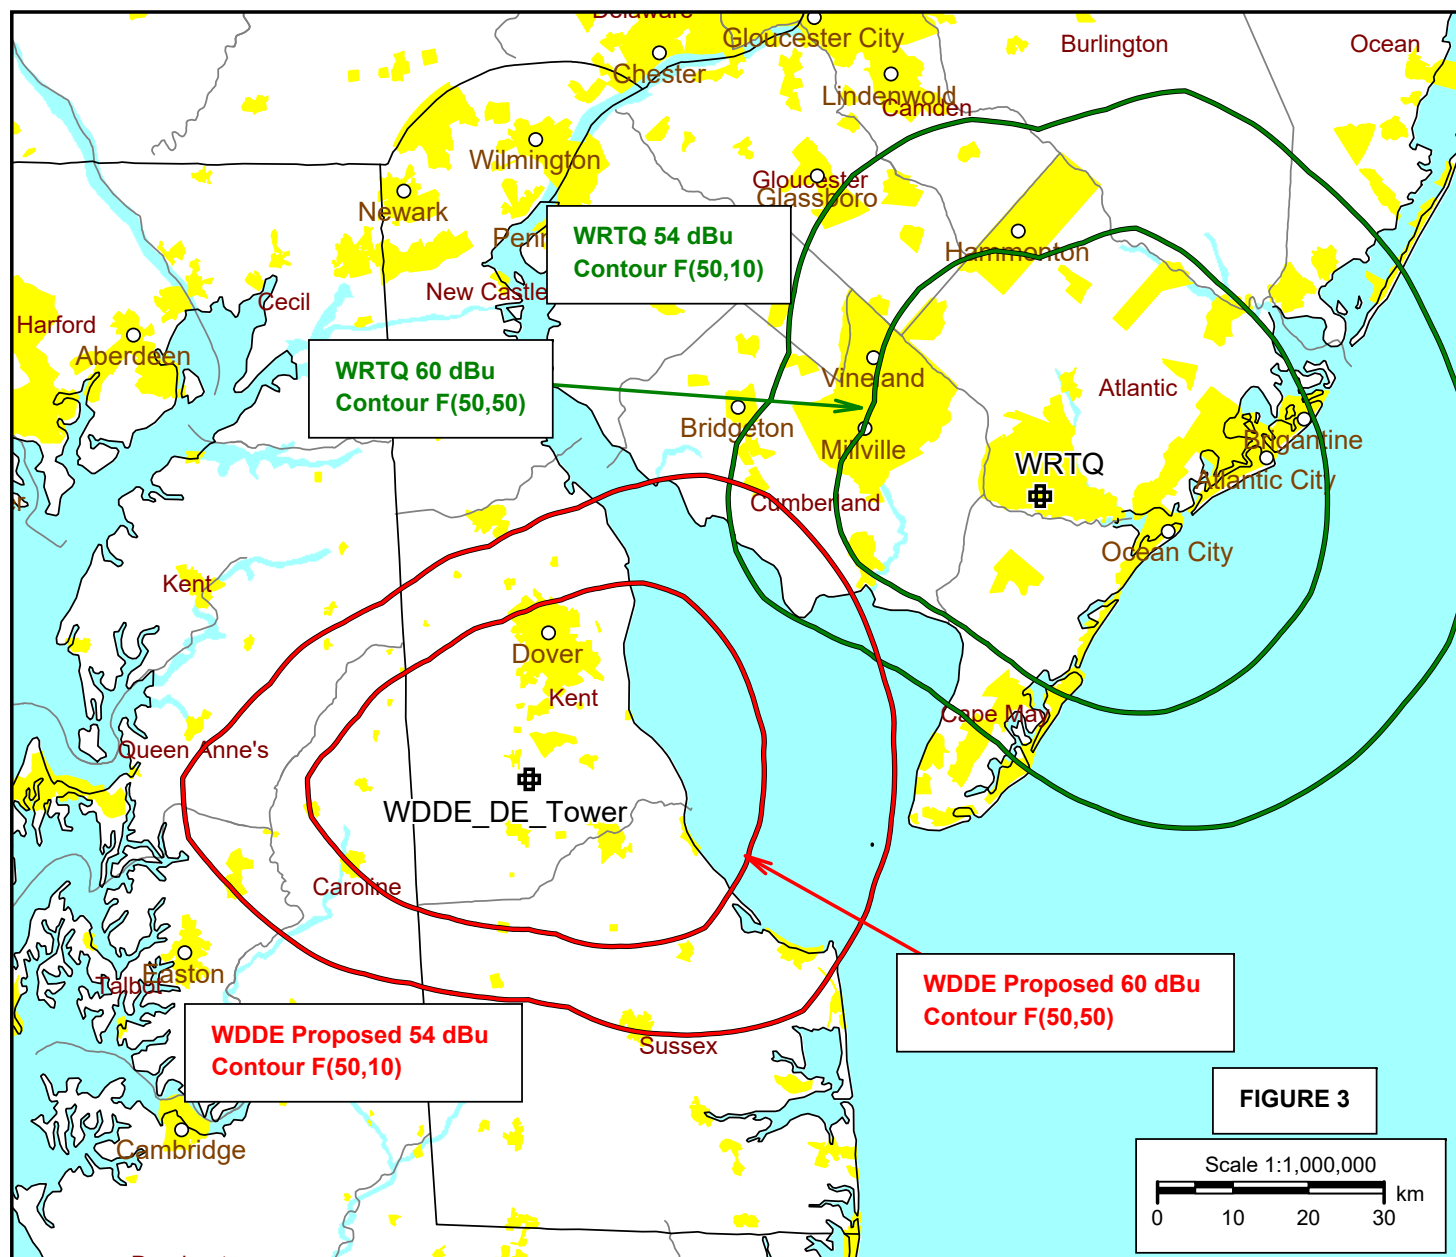 Delaware
Gloucester City
Burlington
Ocean
Chester
Lindenwold
Camden
Wilmington
Gloucester
Glassboro
Newark
WRTQ 54 dBu
Contour F(50,10)
Hammonton
New Castle
Cecil
Harford
Aberdeen
WRTQ 60 dBu
Contour F(50,50)
Vineland
Atlantic
Bridgeton
Millville
Brigantine
WRTQ
Atlantic City
Cumberland
Ocean City
Kent
Dover
Kent
Cape May
Queen Anne's
WDDE_DE_Tower
Caroline
Easton
Talbot
WDDE Proposed 60 dBu
Contour F(50,50)
WDDE Proposed 54 dBu
Contour F(50,10)
Sussex
FIGURE 3
Cambridge
Scale 1:1,000,000
km
0 10 20 30